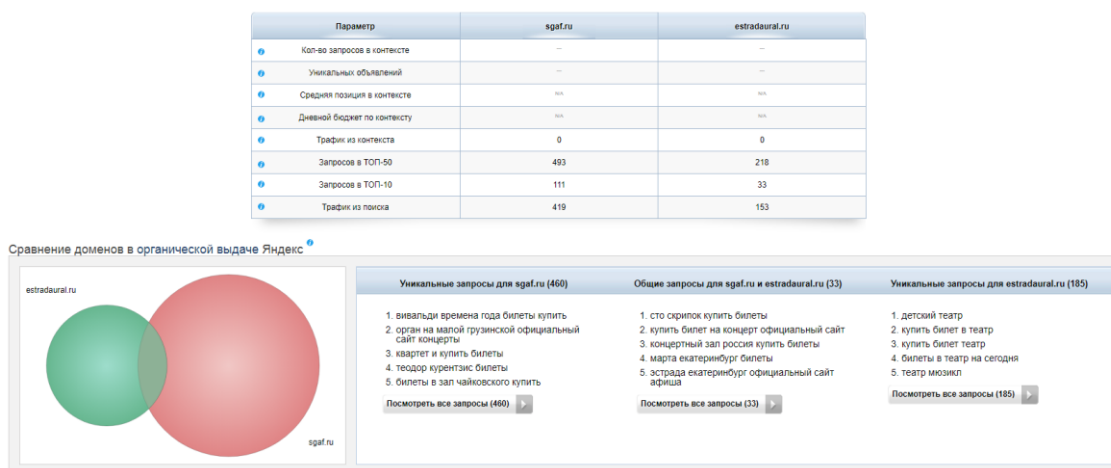 Параметр sgaf.ru estradaural.ru
Кол-во запросов в контексте --- ---
Уникальных объявлений --- ---
Средняя позиция в контексте N/A N/A
Дневной бюджет по контексту N/A N/A
Трафик из контекста 0 0
Запросов в ТОП-50 493 218
Запросов в ТОП-10 111 33
Трафик из поиска 419 153
Сравнение доменов в органической выдаче Яндекс
estradaural.ru
sgaf.ru
Уникальные запросы для sgaf.ru (460)
1. вивальди времена года билеты купить
2. орган на малой грузинской официальный
сайт концерты
3. квартет и купить билеты
4. теодор курентзис билеты
5. билеты в зал чайковского купить
Посмотреть все запросы (460)
Общие запросы для sgaf.ru и estradaural.ru (33)
1. сто скрипок купить билеты
2. купить билет на концерт официальный сайт
3. концертный зал россия купить билеты
4. марта екатеринбург билеты
5. эстрада екатеринбург официальный сайт
афиша
Посмотреть все запросы (33)
Уникальные запросы для estradaural.ru (185)
1. детский театр
2. купить билет в театр
3. купить билет театр
4. билеты в театр на сегодня
5. театр мюзикл
Посмотреть все запросы (185)